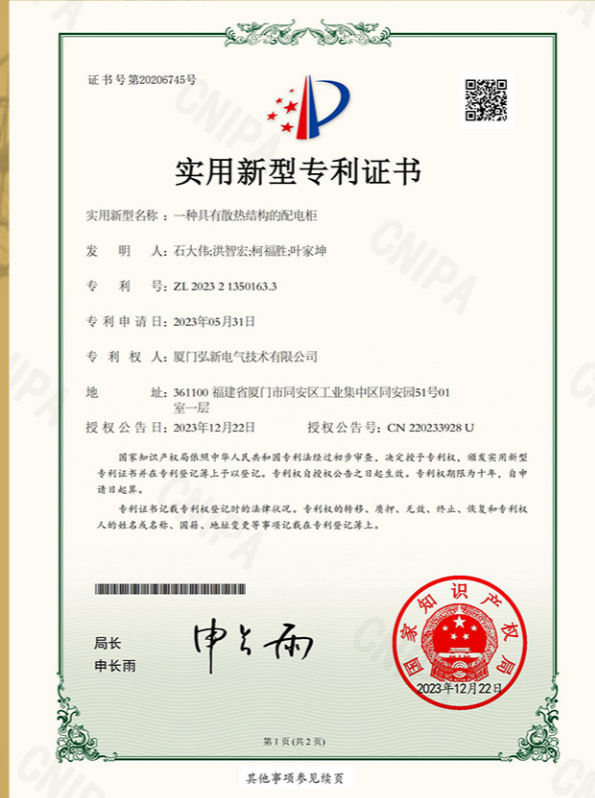 证书号第20206745号
实用新型专利证书
实用新型名称：一种具有散热结构的配电柜
发明人：石大伟;洪智宏;柯福胜;叶家坤
专利号：ZL 2023 2 1350163.3
专利申请日：2023年05月31日
专利权人：厦门弘新电气技术有限公司
地址：361100 福建省厦门市同安区工业集中区同安园51号01
室一层
授权公告日：2023年12月22日 授权公告号：CN 220233928 U
国家知识产权局依照中华人民共和国专利法经过初步审查，决定授予专利权，颁发实用新型
专利证书并在专利登记簿上予以登记。专利权自授权公告之日起生效。专利权期限为十年，自申
请日起算。
专利证书记载专利权登记时的法律状况。专利权的转移、质押、无效、终止、恢复和专利权
人的姓名或名称、国籍、地址变更等事项记载在专利登记簿上。
局长
申长雨
申长雨
国家知识产权局
2023年12月22日
第 1 页 (共 2 页)
其他事项参见续页
CNIPA
CNIPA
CNIPA
CNIPA
CNIPA
CNIPA